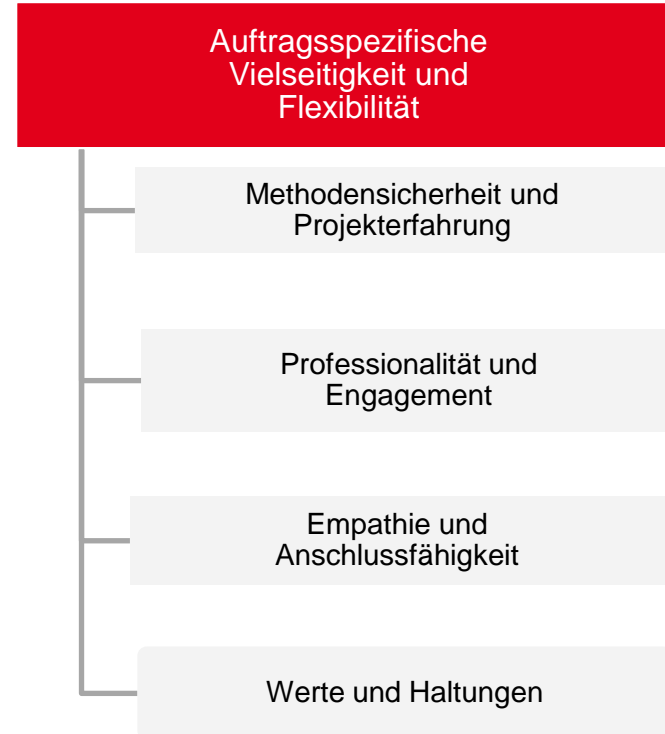 Auftragsspezifische
Vielseitigkeit und
Flexibilität
Methodensicherheit und
Projekterfahrung
Professionalität und
Engagement
Empathie und
Anschlussfähigkeit
Werte und Haltungen